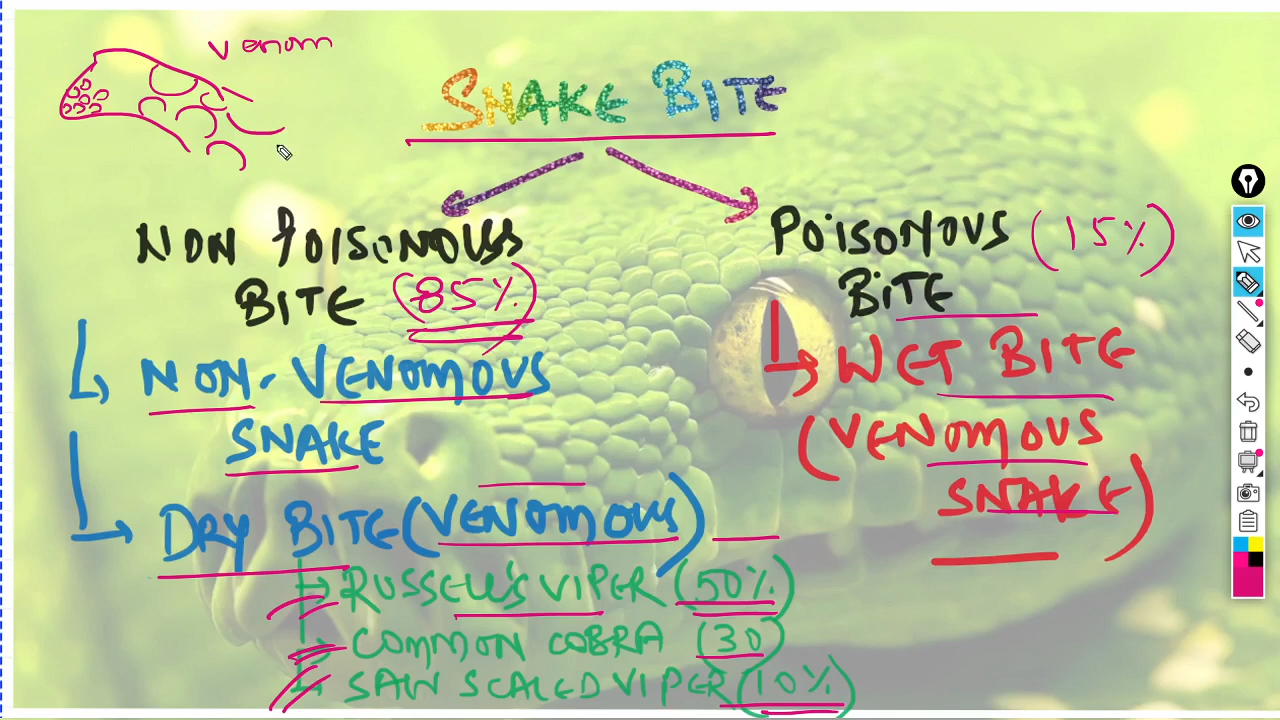 venom
SNAKE BITE
NON POISONOUS
BITE (85%)
NON-VENOMOUS
SNAKE
DRY BITE (VENOMOUS)
RUSSELL'S VIPER (50%)
COMMON COBRA (30)
SAW SCALED VIPER (10%)
POISONOUS (15%)
BITE
WET BITE
(VENOMOUS
SNAKE)